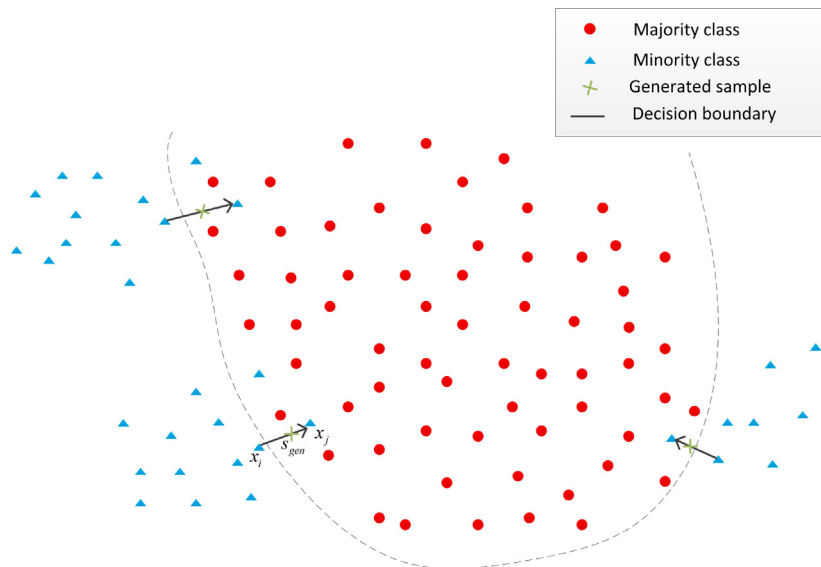 Majority class
Minority class
Generated sample
Decision boundary
x_i
s_gen
x_j